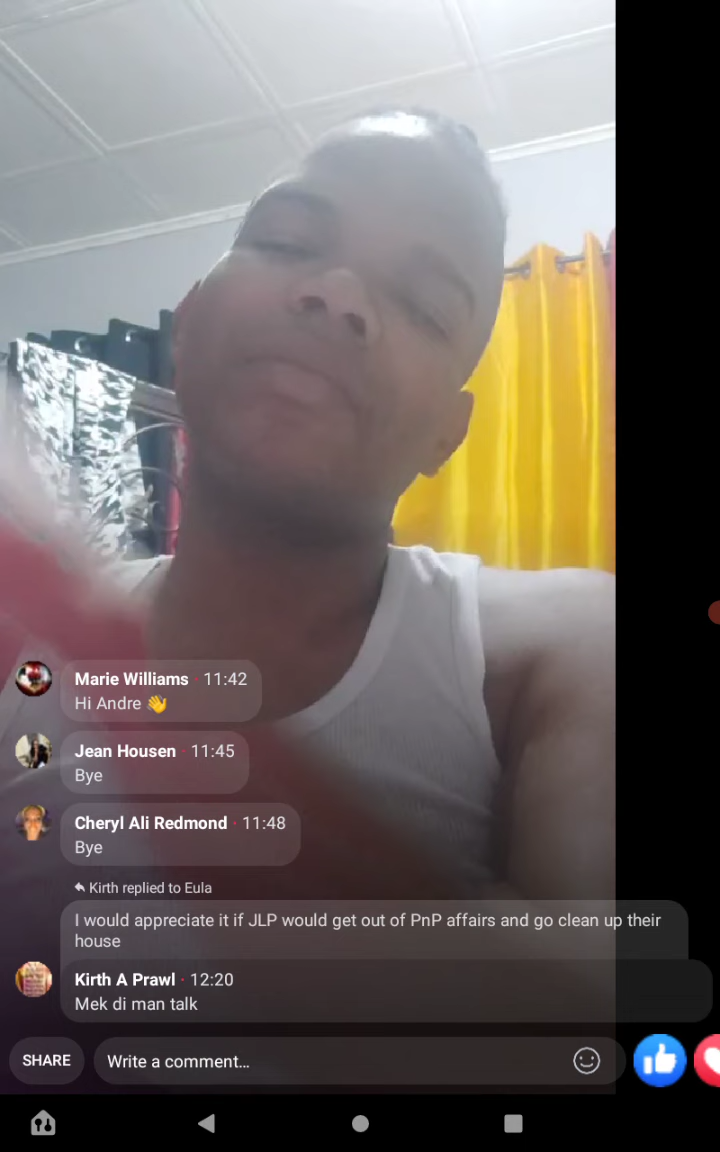 Marie Williams · 11:42
Hi Andre 👋
Jean Housen · 11:45
Bye
Cheryl Ali Redmond · 11:48
Bye
Kirth replied to Eula
I would appreciate it if JLP would get out of PnP affairs and go clean up their
house
Kirth A Prawl · 12:20
Mek di man talk
SHARE
Write a comment...